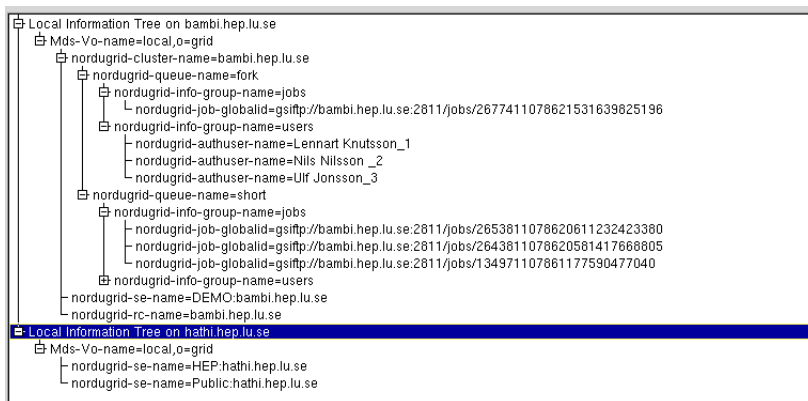 Local Information Tree on bambi.hep.lu.se
Mds-Vo-name=local,o=grid
nordugrid-cluster-name=bambi.hep.lu.se
nordugrid-queue-name=fork
nordugrid-info-group-name=jobs
nordugrid-job-globalid=gsiftp://bambi.hep.lu.se:2811/jobs/2677411078621531639825196
nordugrid-info-group-name=users
nordugrid-authuser-name=Lennart Knutsson_1
nordugrid-authuser-name=Nils Nilsson _2
nordugrid-authuser-name=Ulf Jonsson_3
nordugrid-queue-name=short
nordugrid-info-group-name=jobs
nordugrid-job-globalid=gsiftp://bambi.hep.lu.se:2811/jobs/2653811078620611232423380
nordugrid-job-globalid=gsiftp://bambi.hep.lu.se:2811/jobs/2643811078620581417668805
nordugrid-job-globalid=gsiftp://bambi.hep.lu.se:2811/jobs/134971107861177590477040
nordugrid-info-group-name=users
nordugrid-se-name=DEMO:bambi.hep.lu.se
nordugrid-rc-name=bambi.hep.lu.se
Local Information Tree on hathi.hep.lu.se
Mds-Vo-name=local,o=grid
nordugrid-se-name=HEP:hathi.hep.lu.se
nordugrid-se-name=Public:hathi.hep.lu.se